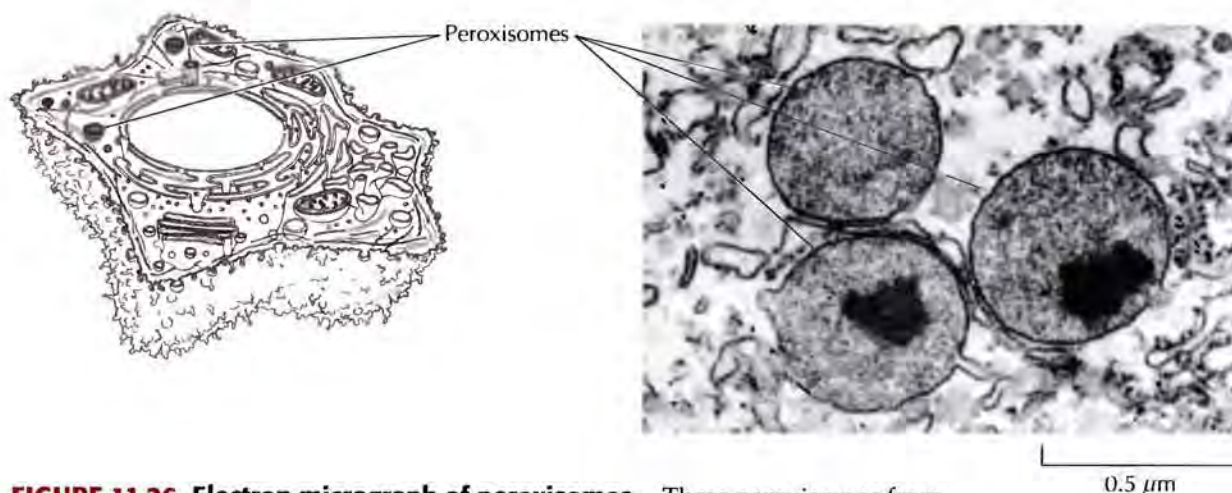 Peroxisomes
0.5 μm
FIGURE 11.26 Electron micrograph of peroxisomes Three peroxisomes from